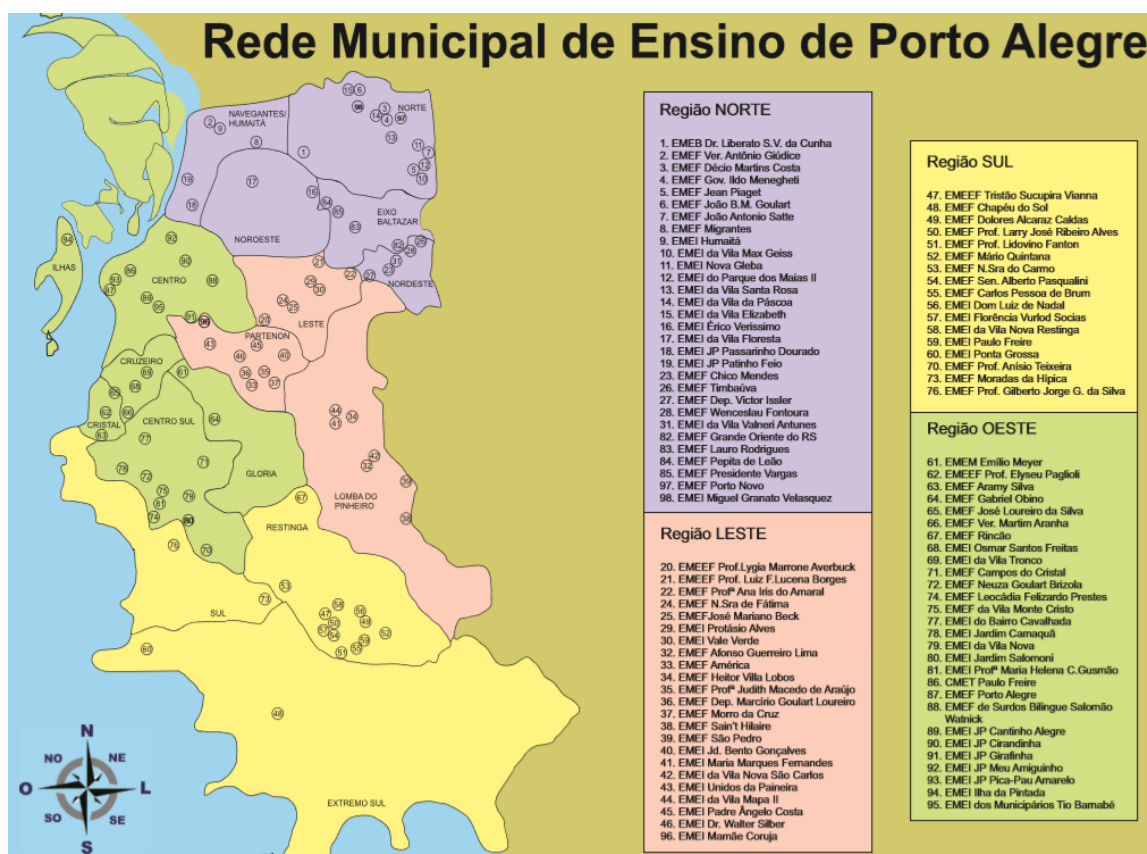 Rede Municipal de Ensino de Porto Alegre
NAVEGANTES/
HUMAITÁ
NORTE
NOROESTE
EIXO
BALTAZAR
NORDESTE
ILHAS
CENTRO
LESTE
PARTENON
CRUZEIRO
CRISTAL
CENTRO SUL
GLORIA
LOMBA DO
PINHEIRO
RESTINGA
SUL
EXTREMO SUL
N
NO NE
O L
SO SE
S
Região NORTE
1. EMEB Dr. Liberato S.V. da Cunha
2. EMEF Ver. Antônio Giúdice
3. EMEF Décio Martins Costa
4. EMEF Gov. Ildo Menegheti
5. EMEF Jean Piaget
6. EMEF João B.M. Goulart
7. EMEF João Antonio Satte
8. EMEF Migrantes
9. EMEI Humaitá
10. EMEI da Vila Max Geiss
11. EMEI Nova Gleba
12. EMEI do Parque dos Maias II
13. EMEI da Vila Santa Rosa
14. EMEI da Vila da Páscoa
15. EMEI da Vila Elizabeth
16. EMEI Érico Verissimo
17. EMEI da Vila Floresta
18. EMEI JP Passarinho Dourado
19. EMEI JP Patinho Feio
23. EMEF Chico Mendes
26. EMEF Timbaúva
27. EMEF Dep. Victor Issler
28. EMEF Wenceslau Fontoura
31. EMEI da Vila Valneri Antunes
82. EMEF Grande Oriente do RS
83. EMEF Lauro Rodrigues
84. EMEF Pepita de Leão
85. EMEF Presidente Vargas
97. EMEF Porto Novo
98. EMEI Miguel Granato Velasquez
Região LESTE
20. EMEEF Prof.Lygia Marrone Averbuck
21. EMEEF Prof. Luiz F.Lucena Borges
22. EMEF Profª Ana Iris do Amaral
24. EMEF N.Sra de Fátima
25. EMEFJosé Mariano Beck
29. EMEI Protásio Alves
30. EMEI Vale Verde
32. EMEF Afonso Guerreiro Lima
33. EMEF América
34. EMEF Heitor Villa Lobos
35. EMEF Profª Judith Macedo de Araújo
36. EMEF Dep. Marcírio Goulart Loureiro
37. EMEF Morro da Cruz
38. EMEF Sain't Hilaire
39. EMEF São Pedro
40. EMEI Jd. Bento Gonçalves
41. EMEI Maria Marques Fernandes
42. EMEI da Vila Nova São Carlos
43. EMEI Unidos da Paineira
44. EMEI da Vila Mapa II
45. EMEI Padre Ângelo Costa
46. EMEI Dr. Walter Silber
96. EMEI Mamãe Coruja
Região SUL
47. EMEEF Tristão Sucupira Vianna
48. EMEF Chapéu do Sol
49. EMEF Dolores Alcaraz Caldas
50. EMEF Prof. Larry José Ribeiro Alves
51. EMEF Prof. Lidovino Fanton
52. EMEF Mário Quintana
53. EMEF N.Sra do Carmo
54. EMEF Sen. Alberto Pasqualini
55. EMEF Carlos Pessoa de Brum
56. EMEI Dom Luiz de Nadal
57. EMEI Florência Vurlod Socias
58. EMEI da Vila Nova Restinga
59. EMEI Paulo Freire
60. EMEI Ponta Grossa
70. EMEF Prof. Anísio Teixeira
73. EMEF Moradas da Hípica
76. EMEF Prof. Gilberto Jorge G. da Silva
Região OESTE
61. EMEM Emílio Meyer
62. EMEEF Prof. Elyseu Paglioli
63. EMEF Aramy Silva
64. EMEF Gabriel Obino
65. EMEF José Loureiro da Silva
66. EMEF Ver. Martim Aranha
67. EMEF Rincão
68. EMEI Osmar Santos Freitas
69. EMEI da Vila Tronco
71. EMEF Campos do Cristal
72. EMEF Neuza Goulart Brizola
74. EMEF Leocádia Felizardo Prestes
75. EMEF da Vila Monte Cristo
77. EMEI do Bairro Cavalhada
78. EMEI Jardim Camaquã
79. EMEI da Vila Nova
80. EMEI Jardim Salomoni
81. EMEI Profª Maria Helena C.Gusmão
86. CMET Paulo Freire
87. EMEF Porto Alegre
88. EMEF de Surdos Bilingue Salomão
Watnick
89. EMEI JP Cantinho Alegre
90. EMEI JP Cirandinha
91. EMEI JP Girafinha
92. EMEI JP Meu Amiguinho
93. EMEI JP Pica-Pau Amarelo
94. EMEI Ilha da Pintada
95. EMEI dos Municipários Tio Barnabé